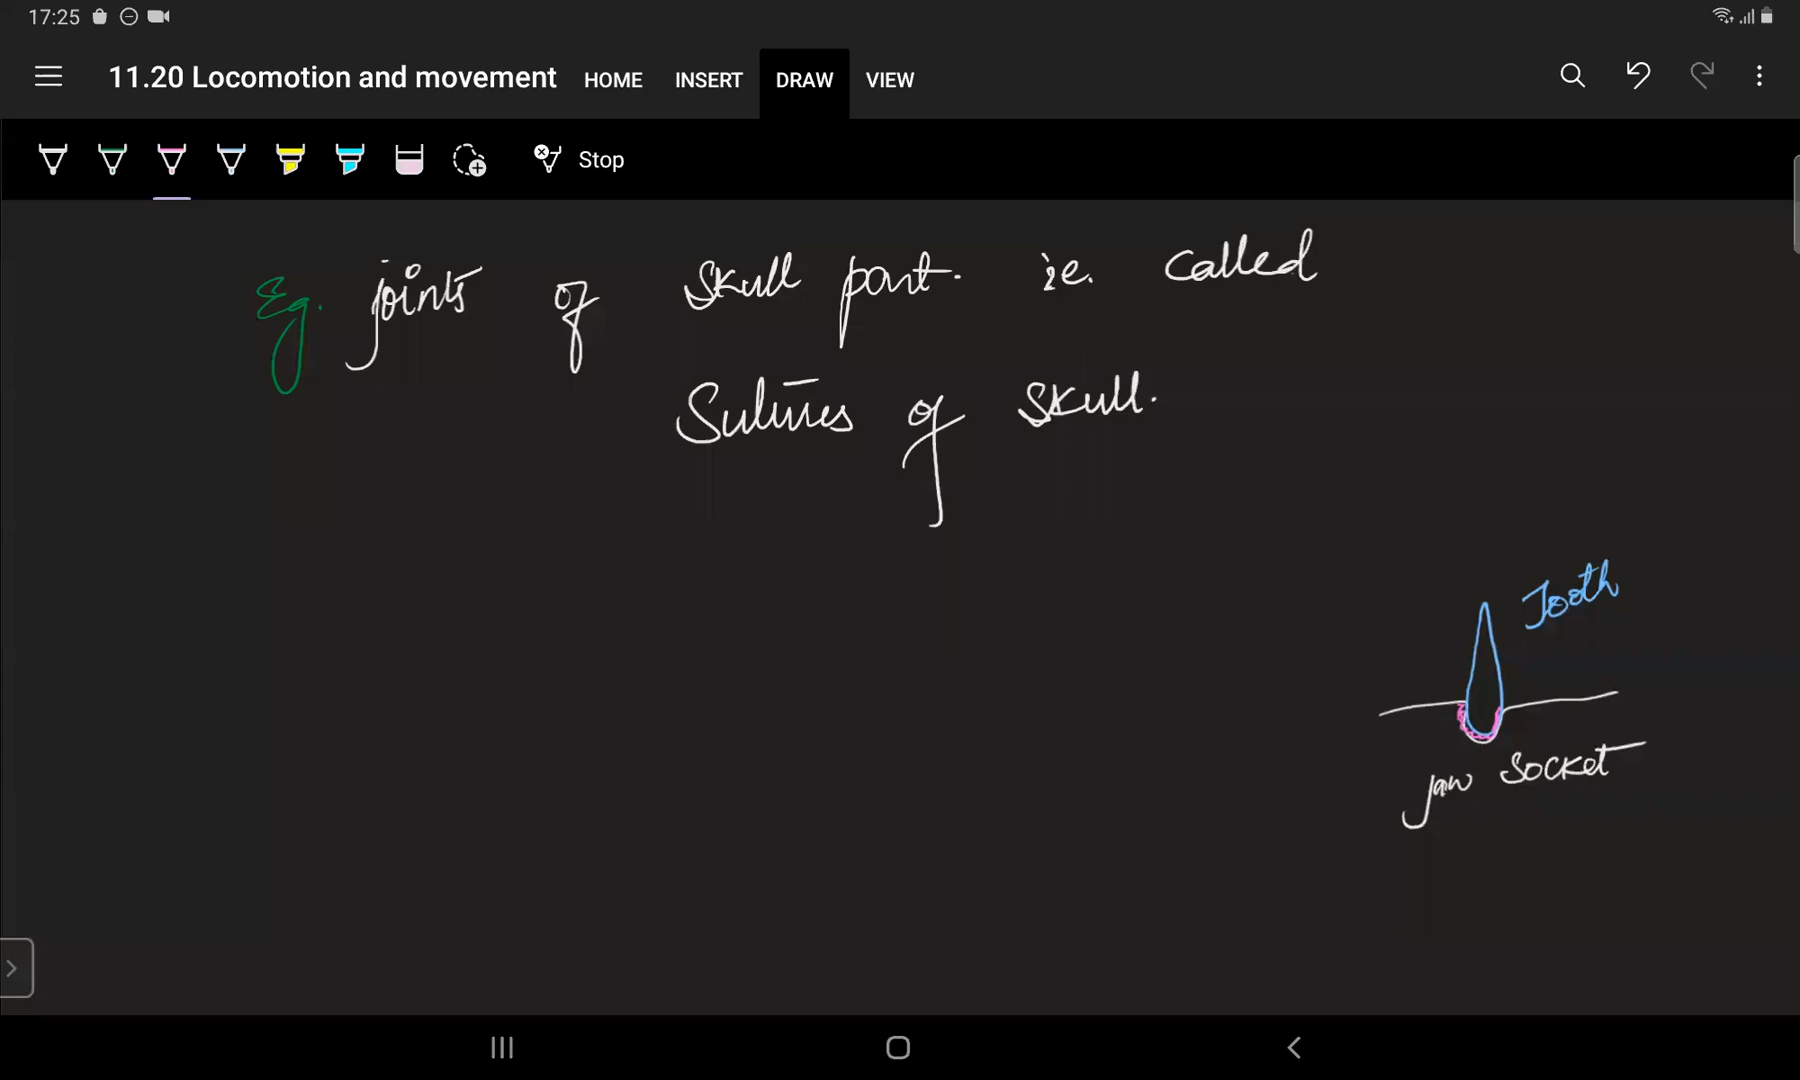 17:25
11.20 Locomotion and movement HOME INSERT DRAW VIEW
Stop
Eg. joints of skull part. ie. called
Sutures of skull.
Tooth
jaw socket